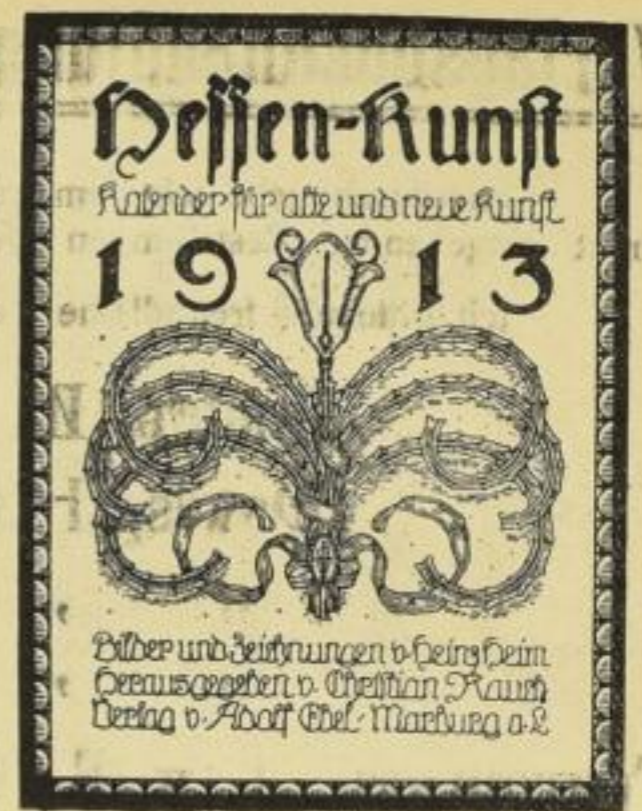 Hessen-Kunst
Kalender für alte und neue Kunst
1913
Bilder und Zeichnungen v. Heinz Heim
Herausgegeben v. Christian Rauch
Verlag v. Adolf Ebel · Marburg a. L